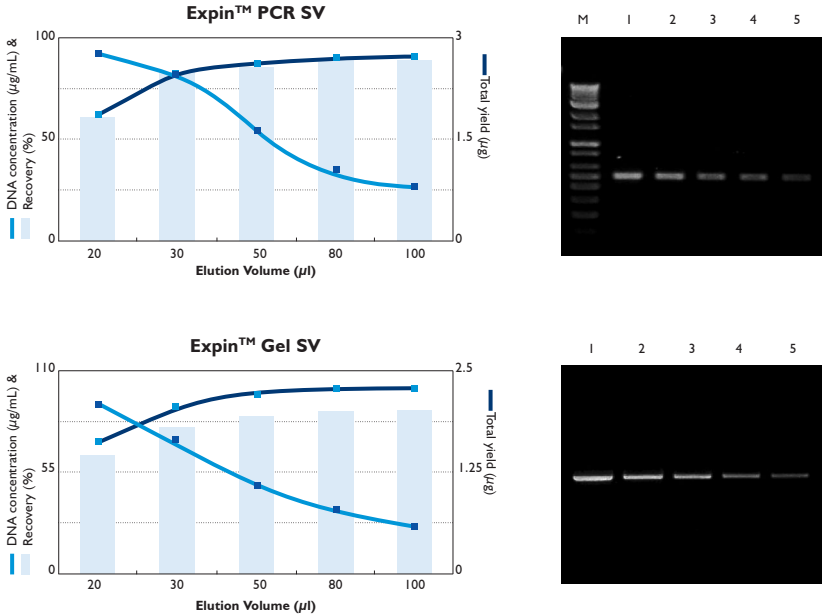 Expin™ PCR SV
DNA concentration (µg/mL) &
Recovery (%)
100
50
0
3
1.5
0
Total yield (µg)
20 30 50 80 100
Elution Volume (µl)
M 1 2 3 4 5
Expin™ Gel SV
DNA concentration (µg/mL) &
Recovery (%)
110
55
0
2.5
1.25
0
Total yield (µg)
20 30 50 80 100
Elution Volume (µl)
1 2 3 4 5